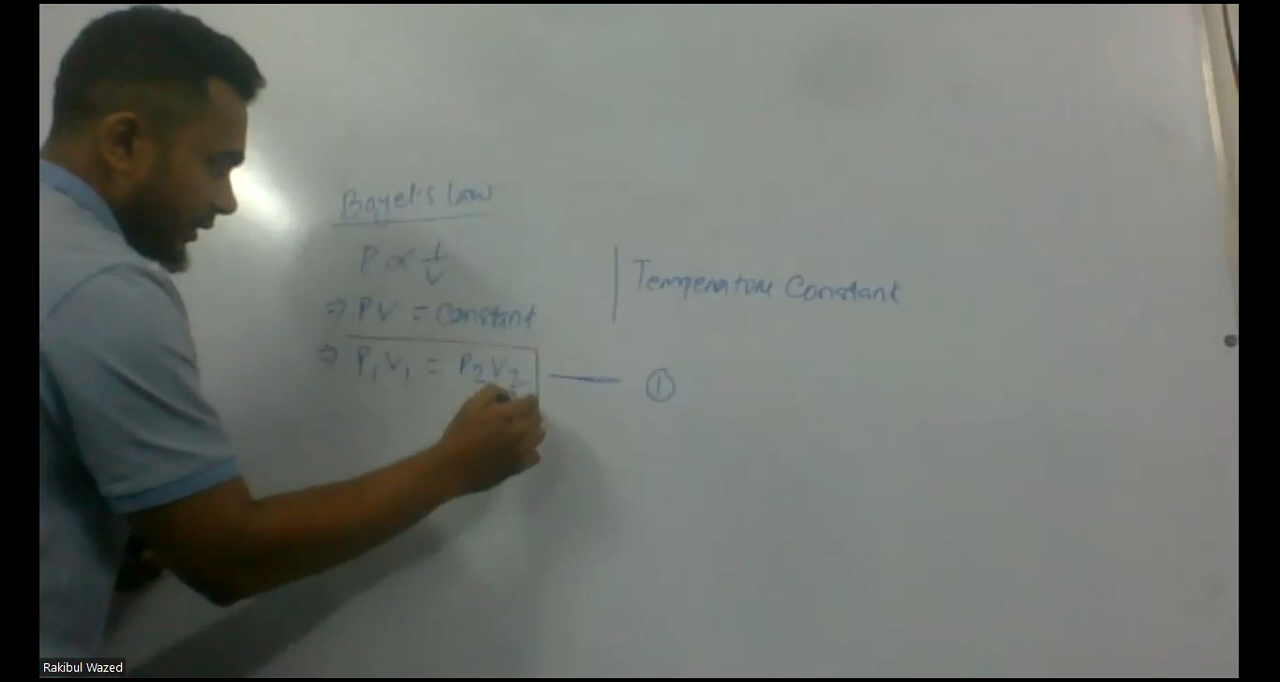 Bayel's Law
P ∝ 1/V
⇒ PV = Constant
Temperature Constant
⇒ P₁V₁ = P₂V₂ —— ①
Rakibul Wazed